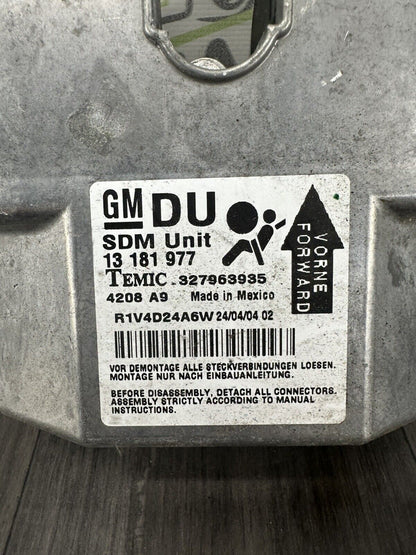 GM DU
SDM Unit
13 181 977
TEMIC 327963935
4208 A9 Made in Mexico
R1V4D24A6W 24/04/04 02
VORNE
FORWARD
VOR DEMONTAGE ALLE STECKVERBINDUNGEN LOESEN.
MONTAGE NUR NACH EINBAUANLEITUNG.
BEFORE DISASSEMBLY, DETACH ALL CONNECTORS.
ASSEMBLY STRICTLY ACCORDING TO MANUAL
INSTRUCTIONS.